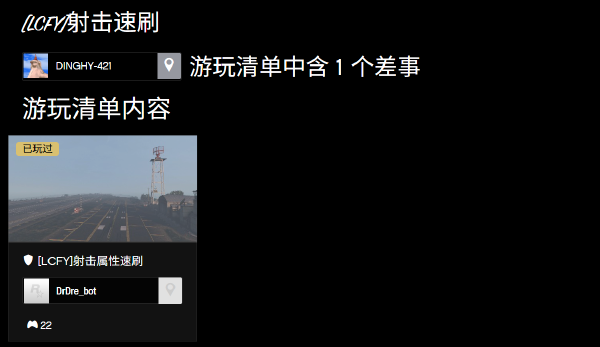 [LCFY]射击速刷
DINGHY-421
游玩清单中含 1 个差事
游玩清单内容
已玩过
[LCFY]射击属性速刷
DrDre_bot
22